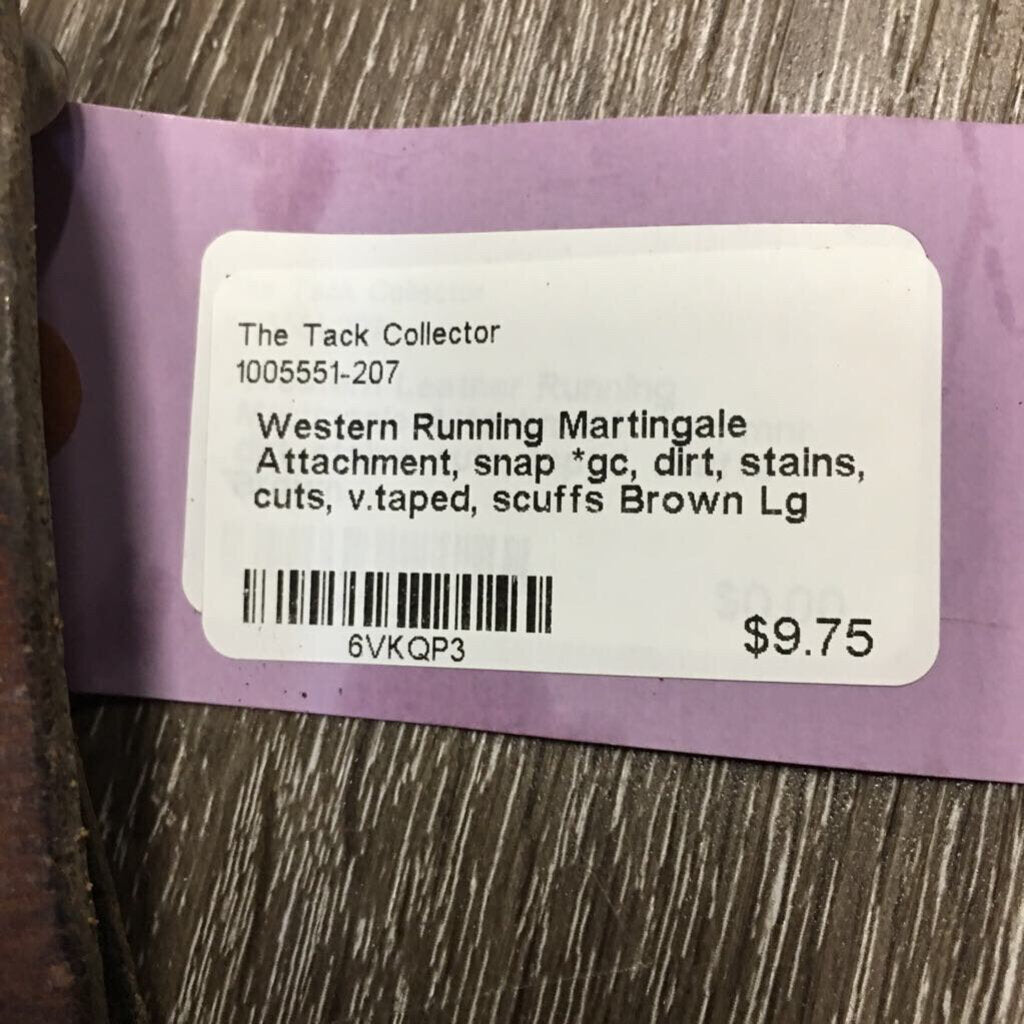 The Tack Collector
1005551-207
Western Running Martingale
Attachment, snap *gc, dirt, stains,
cuts, v.taped, scuffs Brown Lg
6VKQP3
$9.75